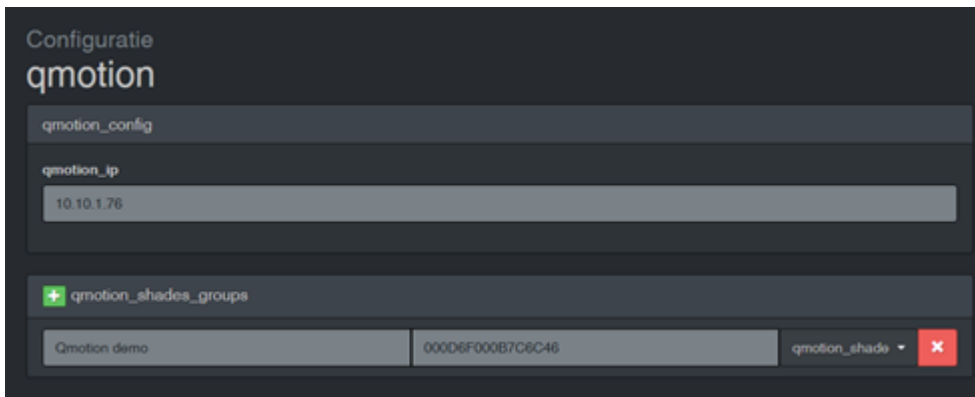 Configuratie
qmotion
qmotion_config
qmotion_ip
10.10.1.76
qmotion_shades_groups
Qmotion demo 000D6F000B7C6C46 qmotion_shade